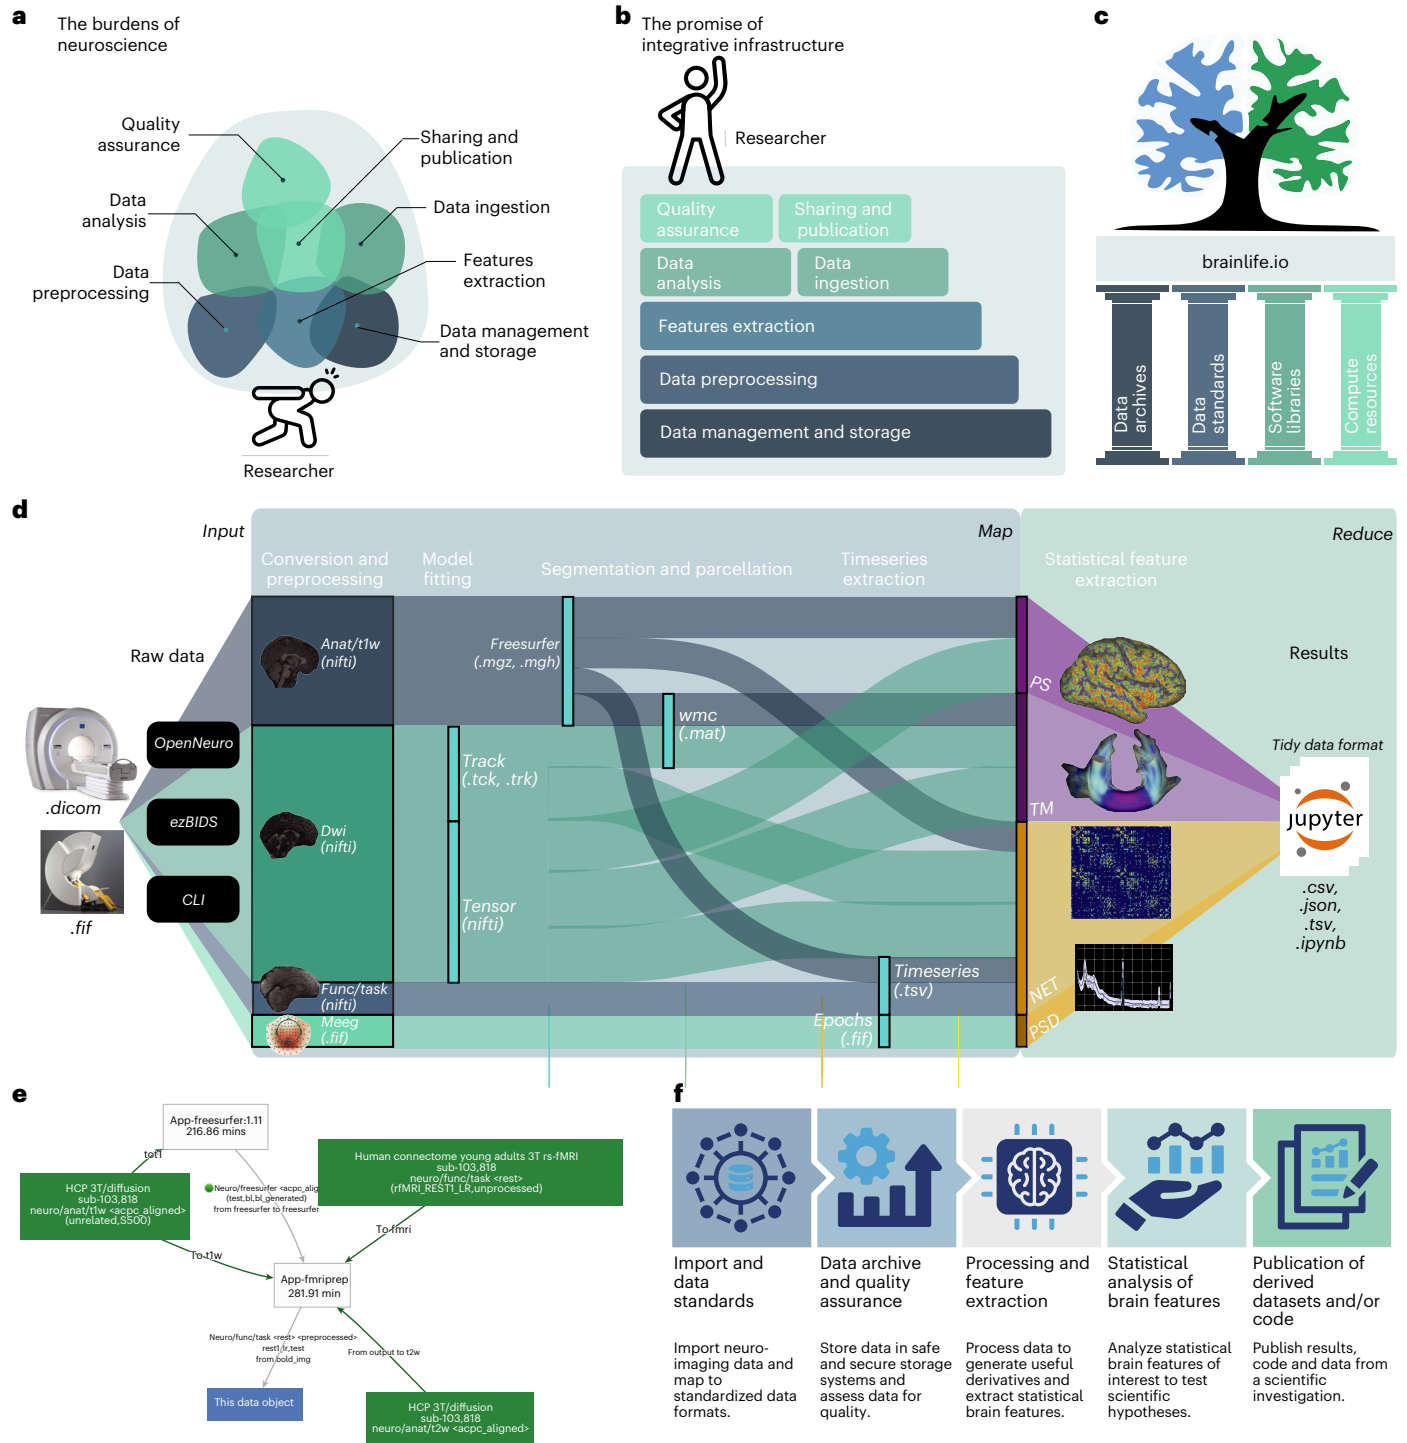 a
The burdens of
neuroscience
Quality
assurance
Sharing and
publication
Data
analysis
Data ingestion
Data
preprocessing
Features
extraction
Data management
and storage
Researcher
b
The promise of
integrative infrastructure
Researcher
Quality
assurance
Sharing and
publication
Data
analysis
Data
ingestion
Features extraction
Data preprocessing
Data management and storage
c
brainlife.io
Data
archives
Data
standards
Software
libraries
Compute
resources
d
Input
Map
Reduce
Conversion and
preprocessing
Model
fitting
Segmentation and parcellation
Timeseries
extraction
Statistical feature
extraction
Raw data
.dicom
.fif
OpenNeuro
ezBIDS
CLI
Anat/t1w
(nifti)
Dwi
(nifti)
Func/task
(nifti)
Meeg
(.fif)
Freesurfer
(.mgz, .mgh)
Track
(.tck, .trk)
Tensor
(nifti)
wmc
(.mat)
Timeseries
(.tsv)
Epochs
(.fif)
PS
TM
NET
PSD
Results
Tidy data format
jupyter
.csv,
.json,
.tsv,
.ipynb
e
App-freesurfer:1.11
216.86 mins
tot1
HCP 3T/diffusion
sub-103,818
neuro/anat/t1w <acpc_aligned>
(unrelated,S500)
Neuro/freesurfer <acpc_alig
(test,bl,bl_generated)
from freesurfer to freesurfer
Human connectome young adults 3T rs-fMRI
sub-103,818
neuro/func/task <rest>
(rfMRI_REST1_LR,unprocessed)
To t1w
To fmri
App-fmriprep
281.91 min
Neuro/func/task <rest> <preprocessed>
rest1,lr,test
from bold_img
From output to t2w
This data object
HCP 3T/diffusion
sub-103,818
neuro/anat/t2w <acpc_aligned>
f
Import and
data
standards
Import neuro-
imaging data and
map to
standardized data
formats.
Data archive
and quality
assurance
Store data in safe
and secure storage
systems and
assess data for
quality.
Processing and
feature
extraction
Process data to
generate useful
derivatives and
extract statistical
brain features.
Statistical
analysis of
brain features
Analyze statistical
brain features of
interest to test
scientific
hypotheses.
Publication of
derived
datasets and/or
code
Publish results,
code and data from
a scientific
investigation.